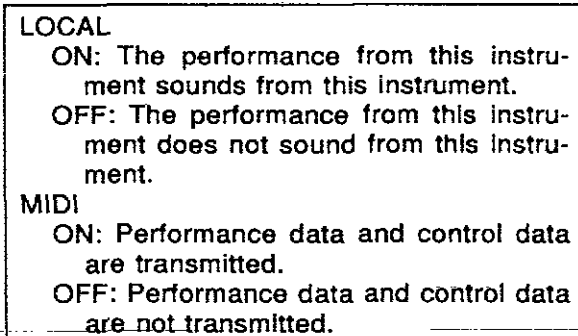 LOCAL
ON: The performance from this instru-
ment sounds from this instrument.
OFF: The performance from this instru-
ment does not sound from this instru-
ment.
MIDI
ON: Performance data and control data
are transmitted.
OFF: Performance data and control data
are not transmitted.